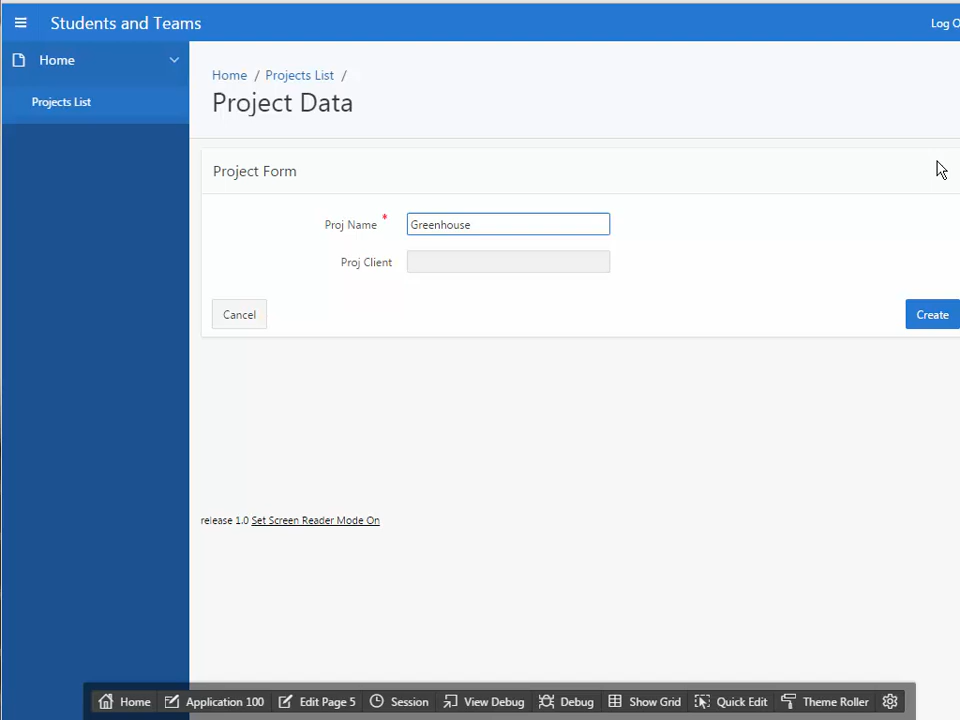 Students and Teams
Log O
Home
Projects List
Home / Projects List /
Project Data
Project Form
Proj Name *
Greenhouse
Proj Client
Cancel
Create
release 1.0 Set Screen Reader Mode On
Home Application 100 Edit Page 5 Session View Debug Debug Show Grid Quick Edit Theme Roller